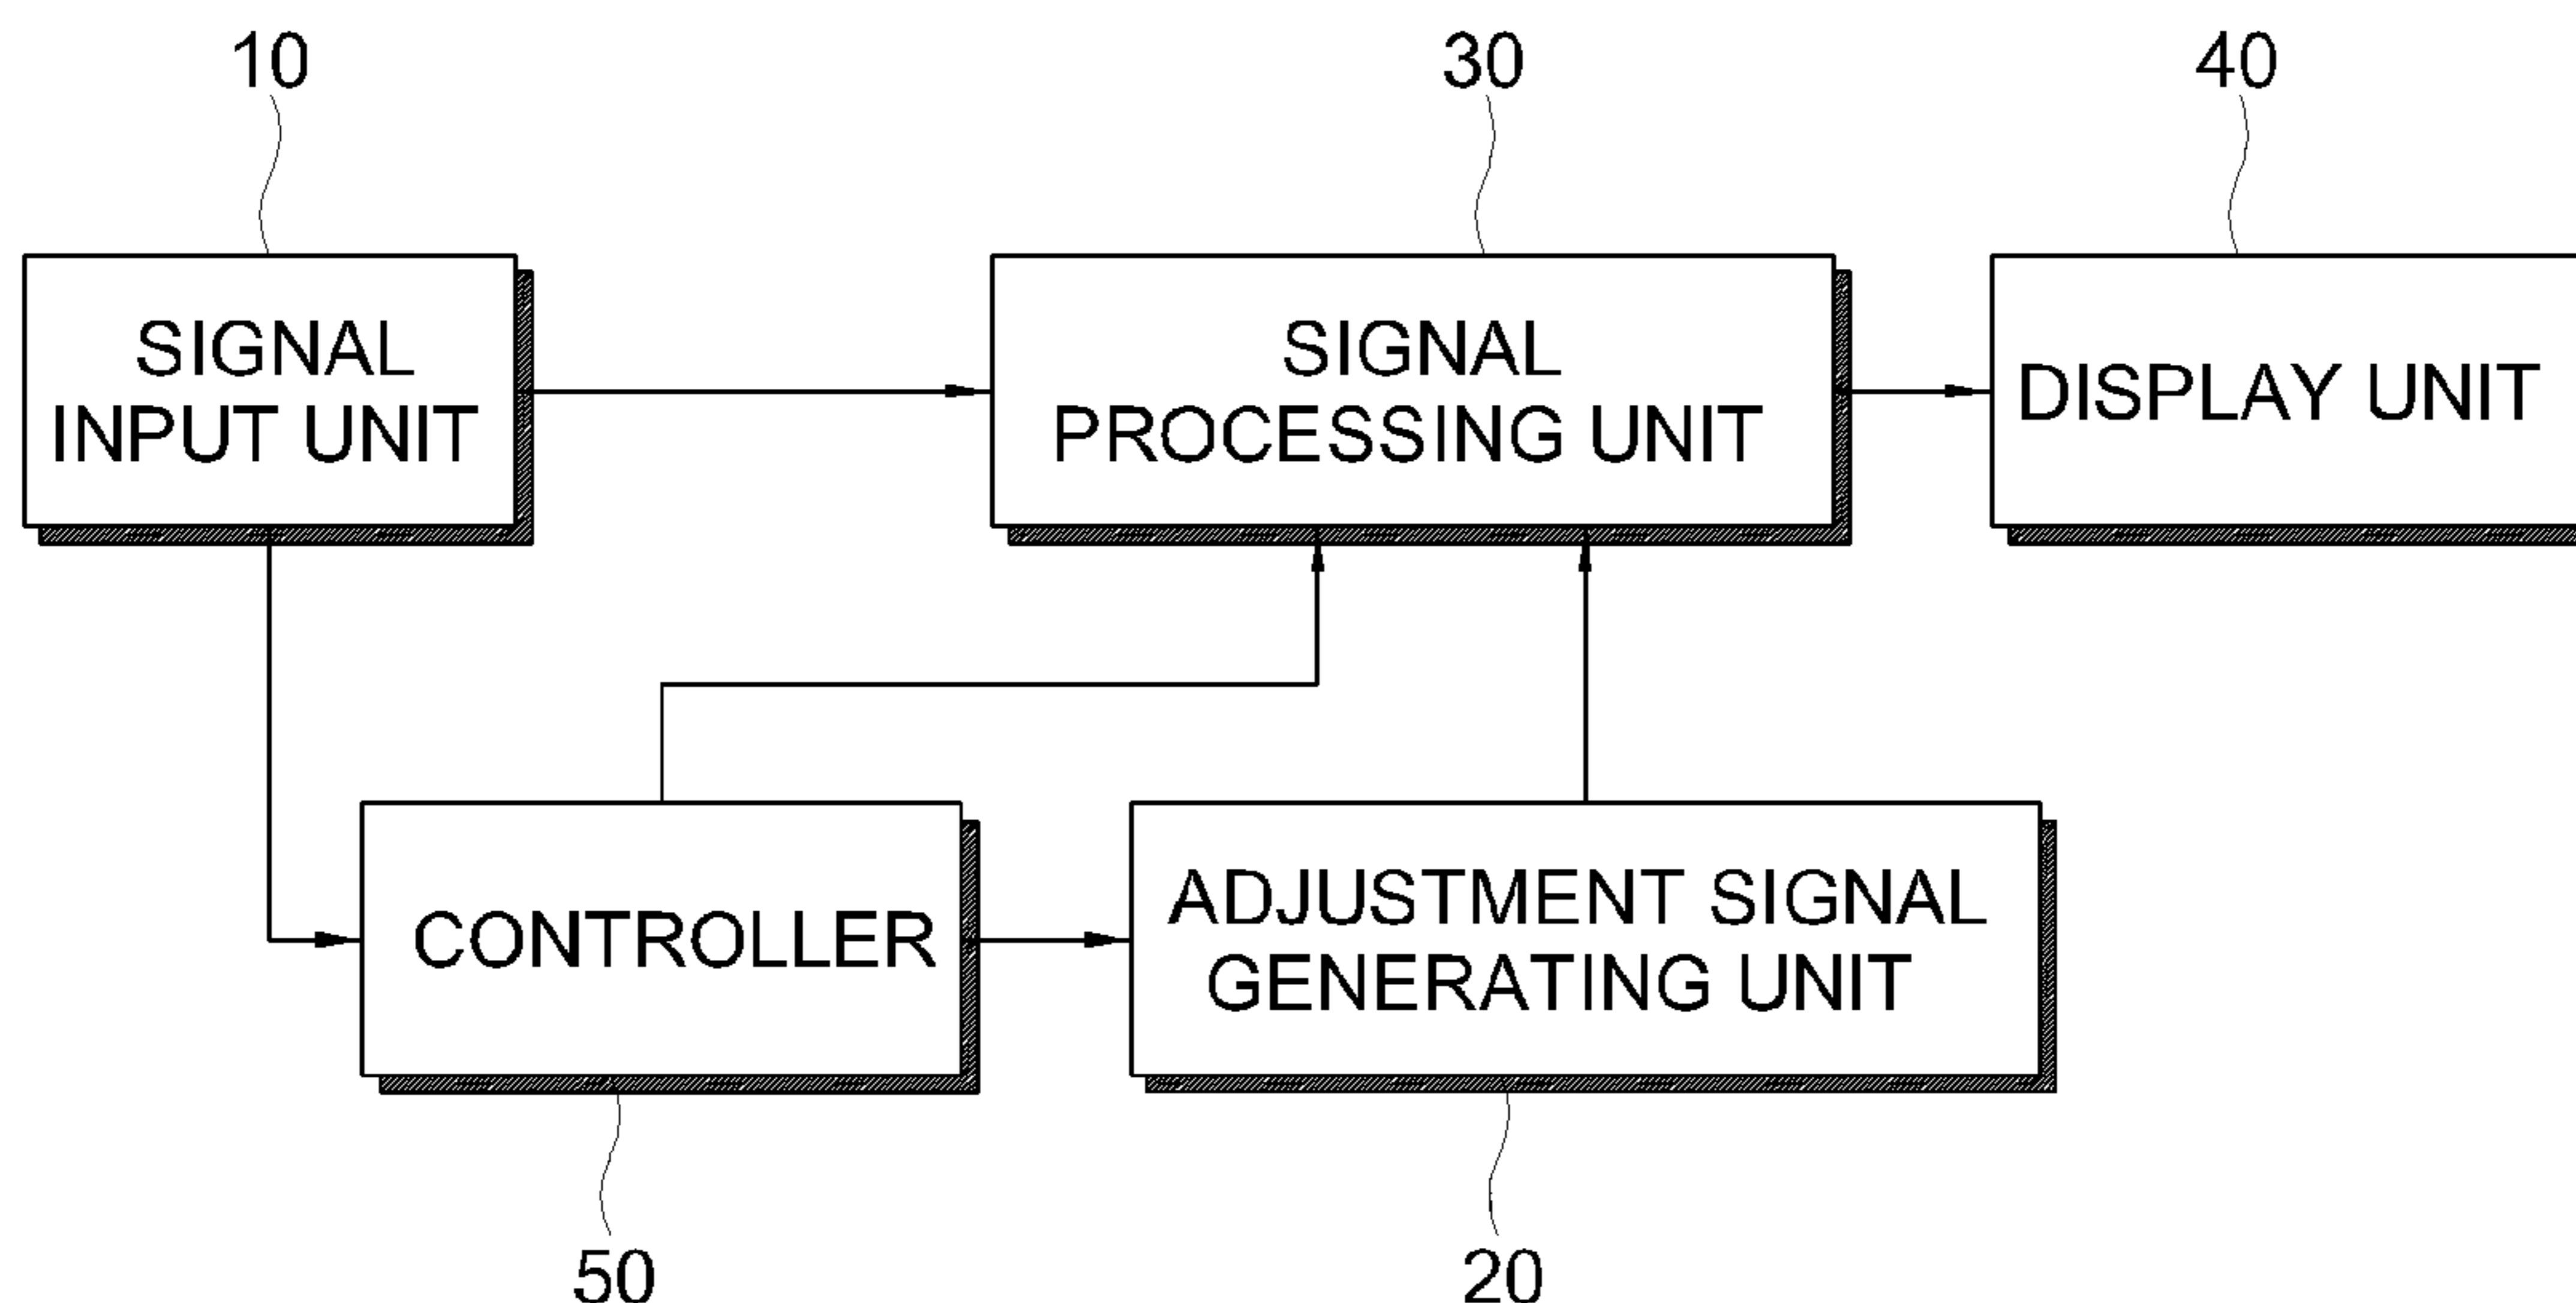 10
30
40
SIGNAL
INPUT UNIT
SIGNAL
PROCESSING UNIT
DISPLAY UNIT
CONTROLLER
ADJUSTMENT SIGNAL
GENERATING UNIT
50
20